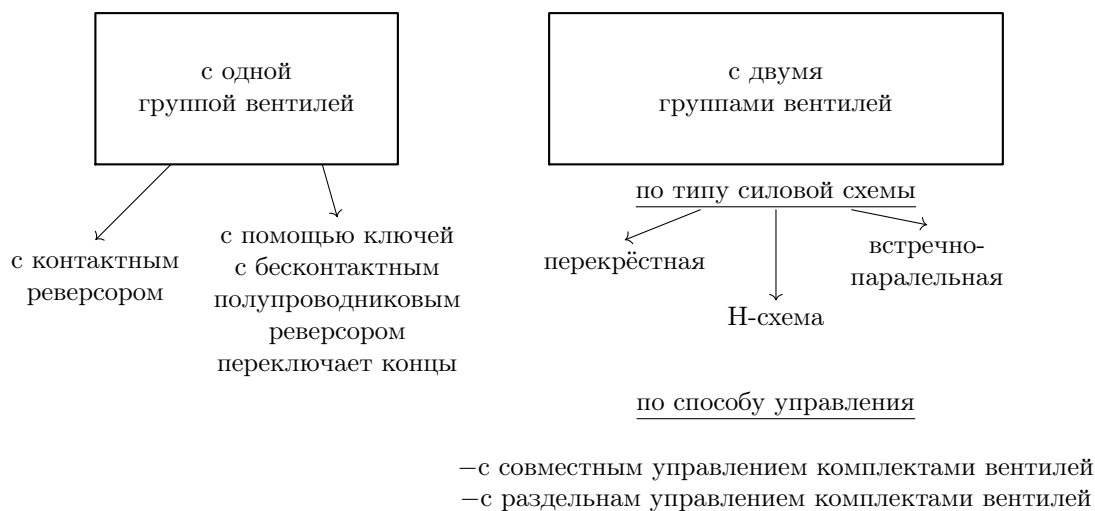 с одной
группой вентилей
с двумя
группами вентилей
по типу силовой схемы
с контактным
реверсором
с помощью ключей
с бесконтактным
полупроводниковым
реверсором
переключает концы
перекрёстная
Н-схема
встречно-
паралельная
по способу управления
−с совместным управлением комплектами вентилей
−с раздельнам управлением комплектами вентилей